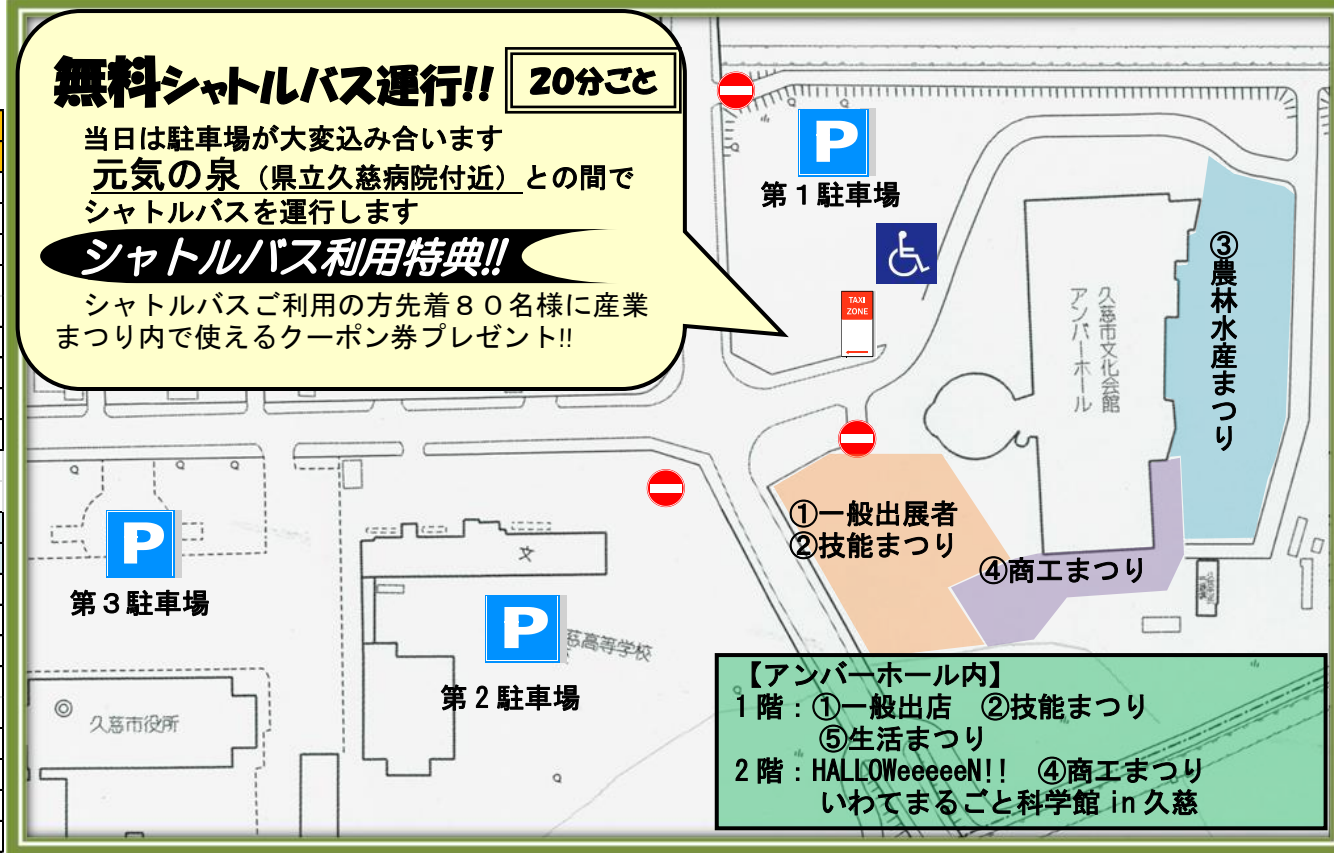 無料シャトルバス運行!!
20分ごと
当日は駐車場が大変込み合います
元気の泉（県立久慈病院付近）との間で
シャトルバスを運行します
シャトルバス利用特典!!
シャトルバスご利用の方先着８０名様に産業
まつり内で使えるクーポン券プレゼント!!
P
第１駐車場
TAXI
ZONE
久慈市文化会館
アンバーホール
③農林水産まつり
①一般出展者
②技能まつり
④商工まつり
P
第３駐車場
文
P
慈高等学校
第２駐車場
久慈市役所
【アンバーホール内】
１階：①一般出店　②技能まつり
⑤生活まつり
２階：HALLOWeeeeeN!!　④商工まつり
いわてまるごと科学館 in 久慈